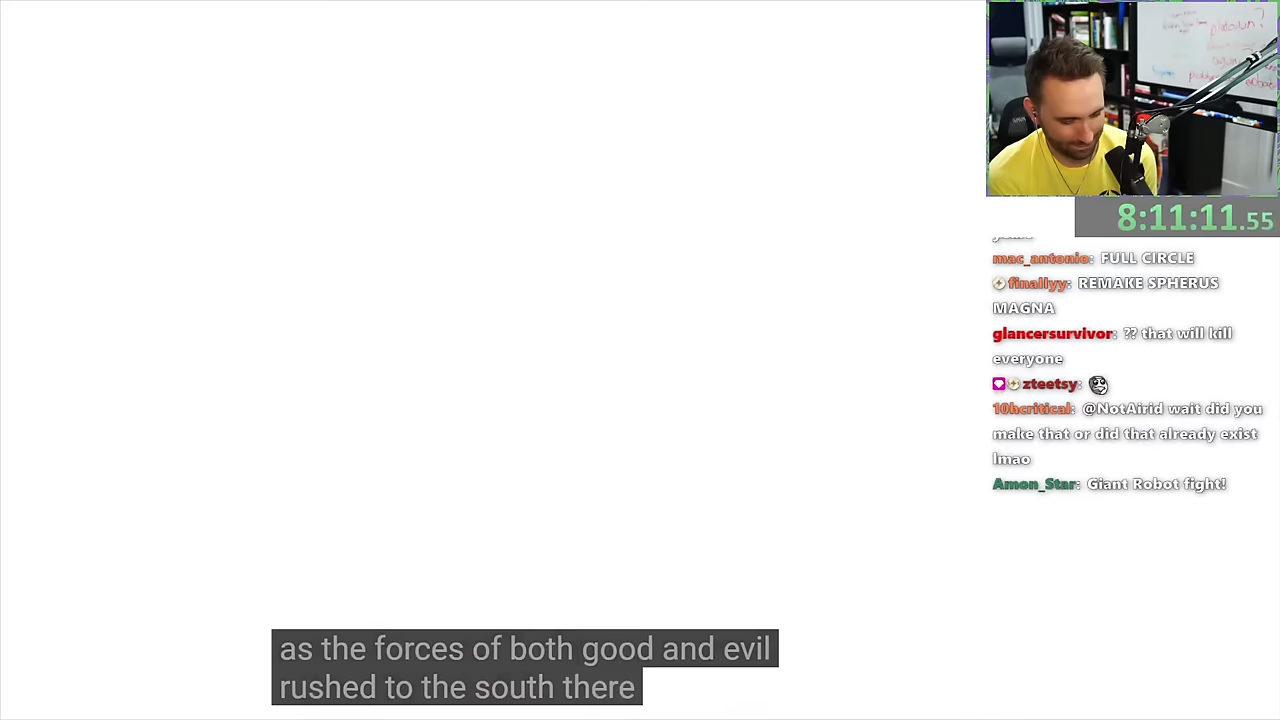 platinum?
8:11:11.55
mac_antonio: FULL CIRCLE
finallyy: REMAKE SPHERUS
MAGNA
glancersurvivor: ?? that will kill
everyone
zteetsy:
10hcritical: @NotAirid wait did you
make that or did that already exist
lmao
Amon_Star: Giant Robot fight!
as the forces of both good and evil
rushed to the south there